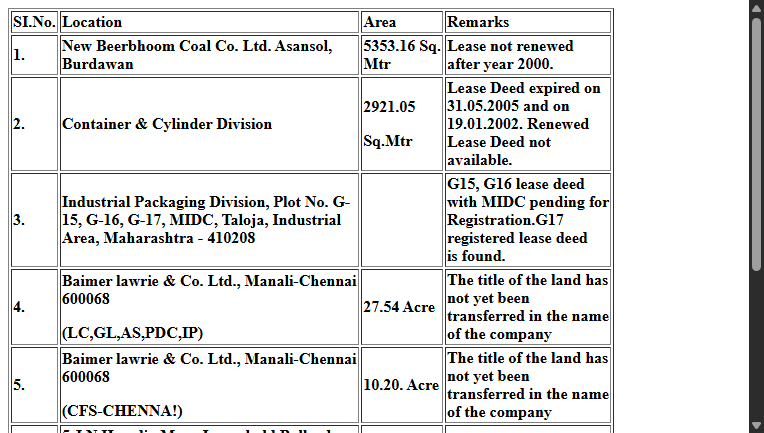 SI.No. Location Area Remarks
1. New Beerbhoom Coal Co. Ltd. Asansol, Burdawan 5353.16 Sq. Mtr Lease not renewed after year 2000.
2. Container & Cylinder Division 2921.05 Sq.Mtr Lease Deed expired on 31.05.2005 and on 19.01.2002. Renewed Lease Deed not available.
3. Industrial Packaging Division, Plot No. G-15, G-16, G-17, MIDC, Taloja, Industrial Area, Maharashtra - 410208 G15, G16 lease deed with MIDC pending for Registration.G17 registered lease deed is found.
4. Baimer lawrie & Co. Ltd., Manali-Chennai 600068 (LC,GL,AS,PDC,IP) 27.54 Acre The title of the land has not yet been transferred in the name of the company
5. Baimer lawrie & Co. Ltd., Manali-Chennai 600068 (CFS-CHENNA!) 10.20. Acre The title of the land has not yet been transferred in the name of the company